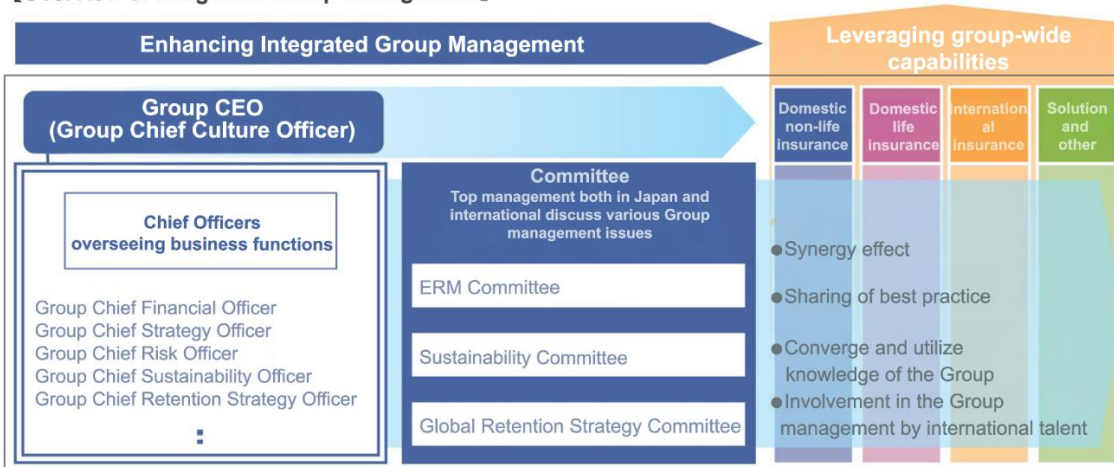 Enhancing Integrated Group Management
Leveraging group-wide
capabilities
Group CEO
(Group Chief Culture Officer)
Domestic
non-life
insurance
Domestic
life
insurance
Internation
al
insurance
Solution
and
other
Chief Officers
overseeing business functions
Group Chief Financial Officer
Group Chief Strategy Officer
Group Chief Risk Officer
Group Chief Sustainability Officer
Group Chief Retention Strategy Officer
:
Committee
Top management both in Japan and
international discuss various Group
management issues
ERM Committee
Sustainability Committee
Global Retention Strategy Committee
●Synergy effect
●Sharing of best practice
●Converge and utilize
knowledge of the Group
●Involvement in the Group
management by international talent